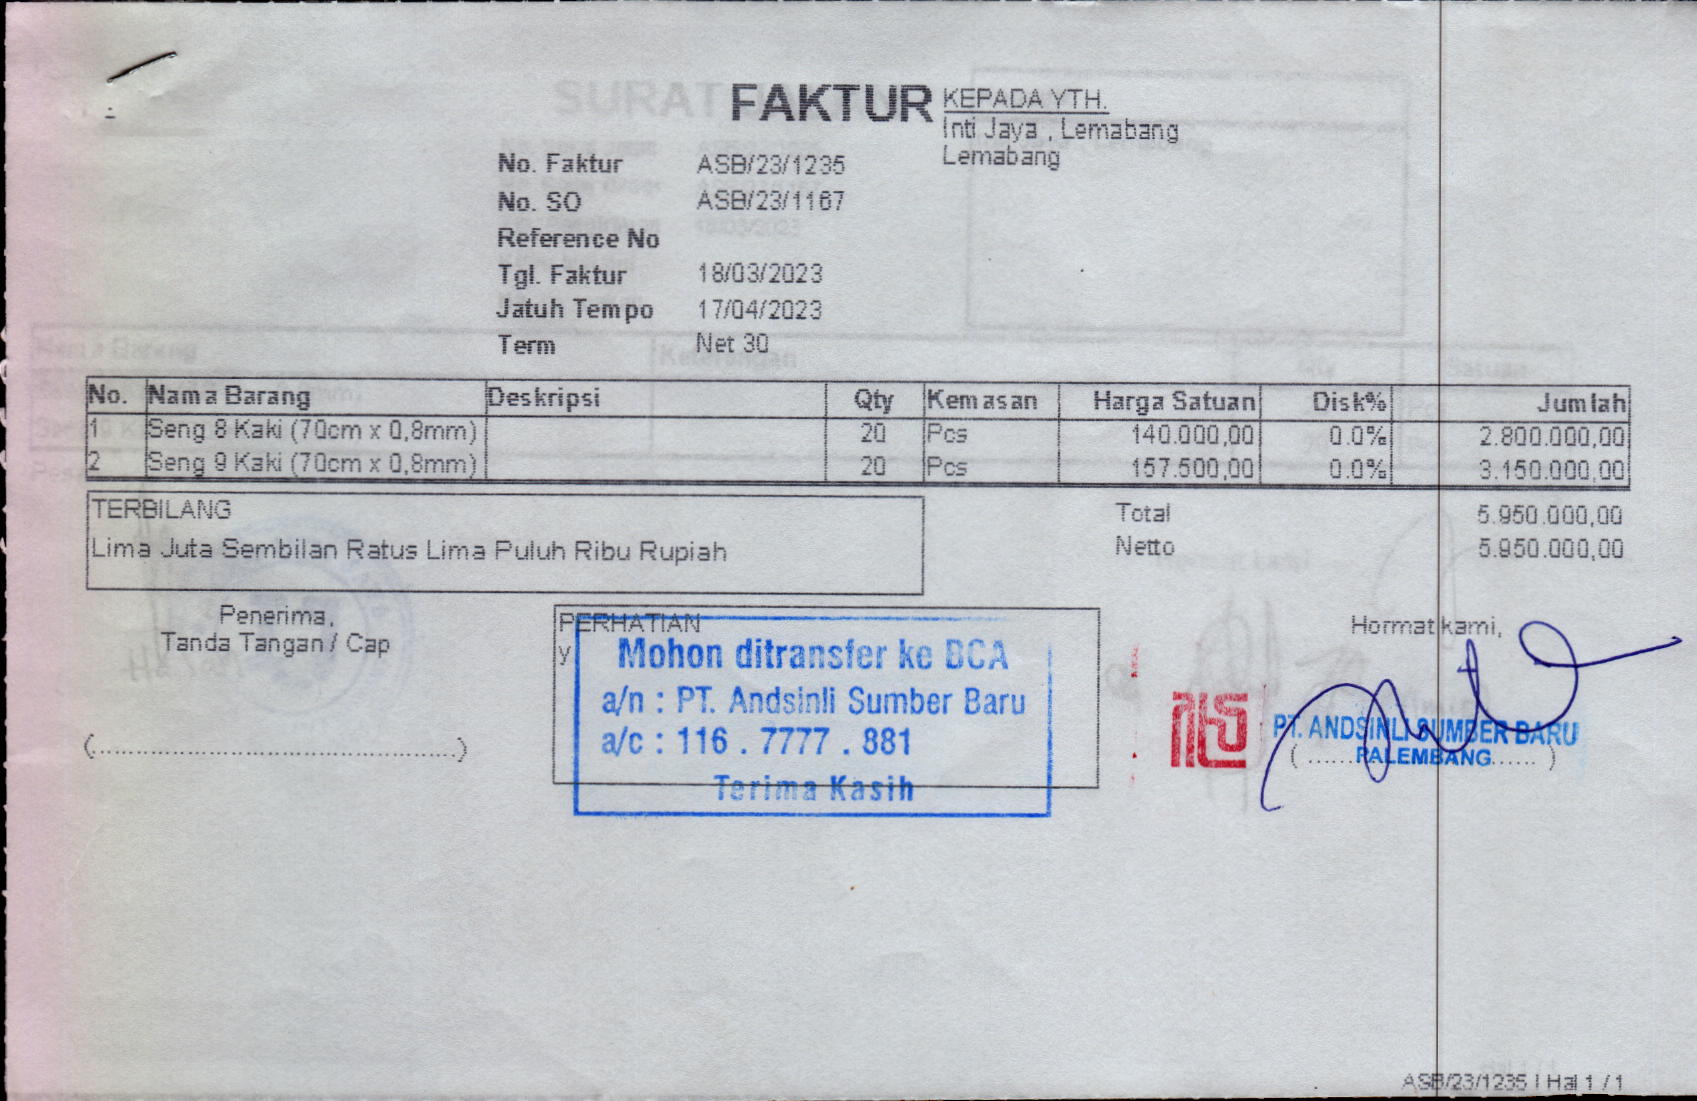 FAKTUR
KEPADA YTH.
Inti Jaya , Lemabang
Lemabang
No. Faktur ASB/23/1235
No. SO ASB/23/1167
Reference No
Tgl. Faktur 18/03/2023
Jatuh Tempo 17/04/2023
Term Net 30
No. Nama Barang Deskripsi Qty Kemasan Harga Satuan Disk% Jumlah
1 Seng 8 Kaki (70cm x 0,8mm) 20 Pcs 140.000,00 0.0% 2.800.000,00
2 Seng 9 Kaki (70cm x 0,8mm) 20 Pcs 157.500,00 0.0% 3.150.000,00
TERBILANG
Lima Juta Sembilan Ratus Lima Puluh Ribu Rupiah
Total 5.950.000,00
Netto 5.950.000,00
Penerima,
Tanda Tangan / Cap
(............................................)
PERHATIAN
y
Mohon ditransfer ke BCA
a/n : PT. Andsinli Sumber Baru
a/c : 116 . 7777 . 881
Terima Kasih
Hormat kami,
PT. ANDSINLI SUMBER BARU
PALEMBANG
ASB/23/1235 | Hal 1 / 1